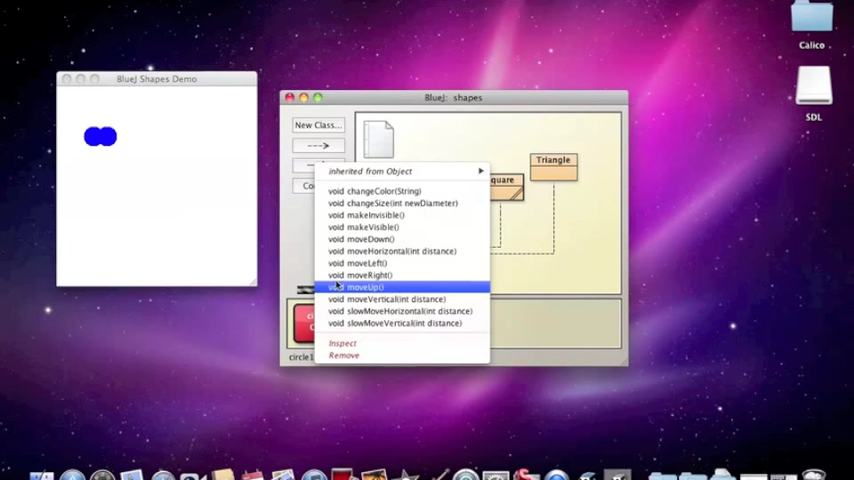 Calico
SDL
BlueJ Shapes Demo
BlueJ: shapes
New Class...
Triangle
inherited from Object
void changeColor(String)
void changeSize(int newDiameter)
void makeInvisible()
void makeVisible()
void moveDown()
void moveHorizontal(int distance)
void moveLeft()
void moveRight()
void moveUp()
void moveVertical(int distance)
void slowMoveHorizontal(int distance)
void slowMoveVertical(int distance)
Inspect
Remove
circle1